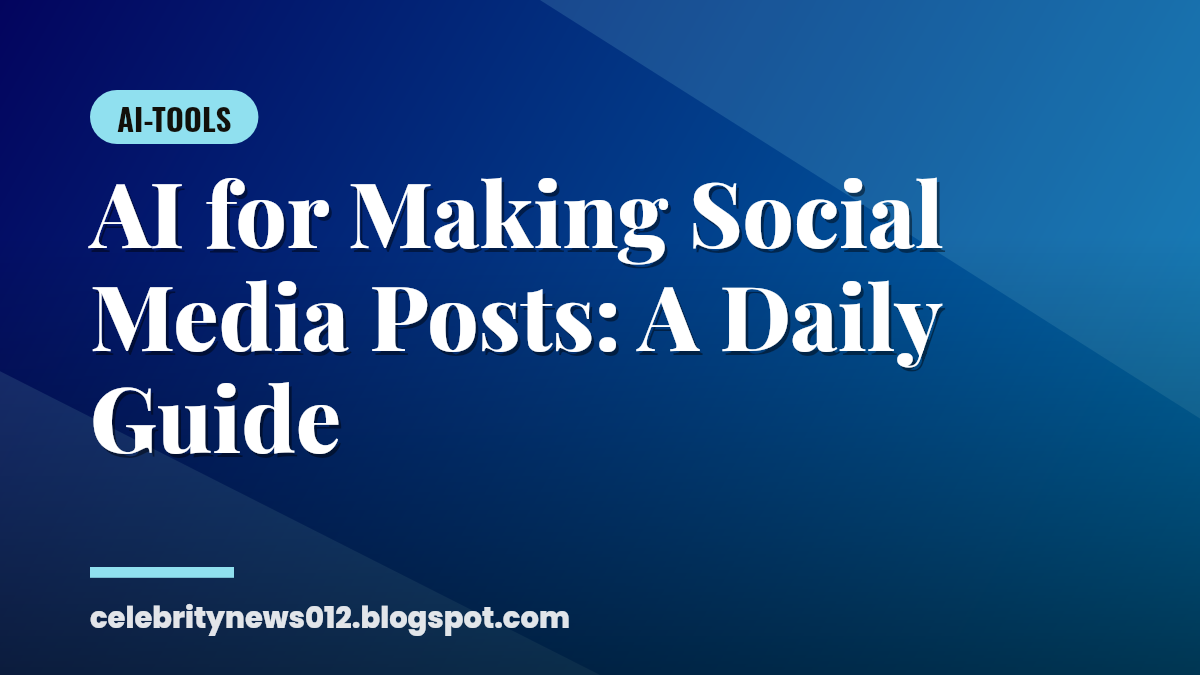 AI-TOOLS
AI for Making Social
Media Posts: A Daily
Guide
celebritynews012.blogspot.com